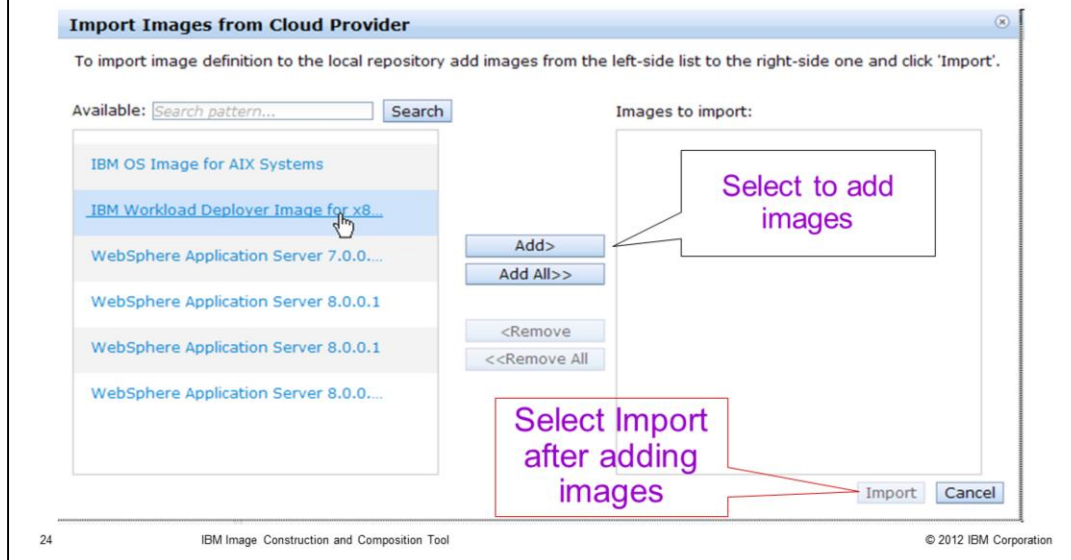 Import Images from Cloud Provider
To import image definition to the local repository add images from the left-side list to the right-side one and click 'Import'.
Available: Search pattern... Search
Images to import:
IBM OS Image for AIX Systems
IBM Workload Deployer Image for x8...
WebSphere Application Server 7.0.0....
WebSphere Application Server 8.0.0.1
WebSphere Application Server 8.0.0.1
WebSphere Application Server 8.0.0....
Add>
Add All>>
<Remove
<<Remove All
Select to add
images
Select Import
after adding
images
Import Cancel
24 IBM Image Construction and Composition Tool © 2012 IBM Corporation